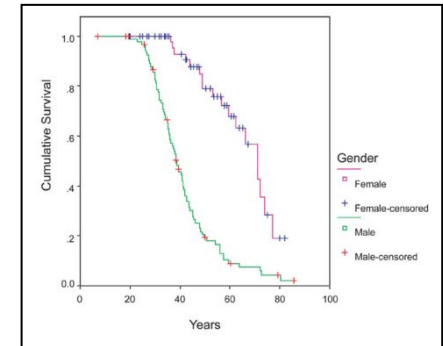 1.0
.8
.6
.4
.2
0.0
Cumulative Survival
0
20
40
60
80
100
Years
Gender
Female
Female-censored
Male
Male-censored